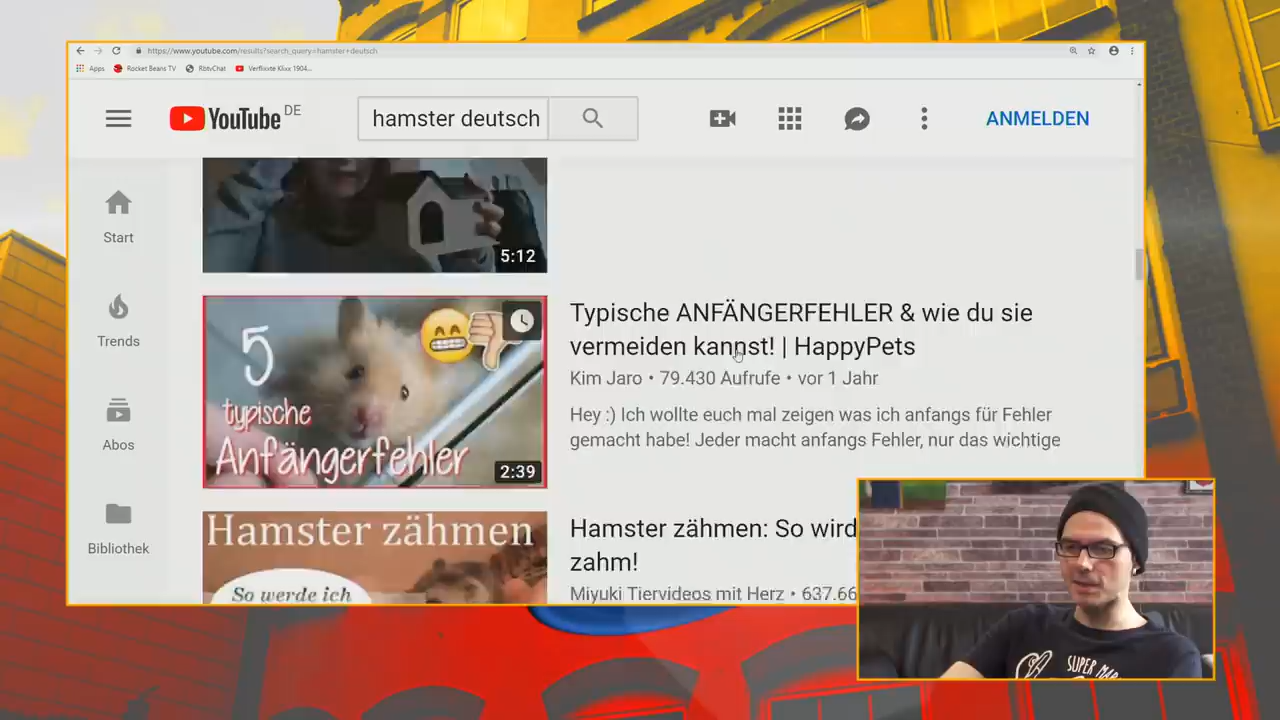 https://www.youtube.com/results?search_query=hamster+deutsch
Apps Rocket Beans TV RbtvChat Verflixxte Klixx 1904...
YouTube DE hamster deutsch ANMELDEN
Start
Trends
Abos
Bibliothek
5:12
5
typische
Anfängerfehler
2:39
Typische ANFÄNGERFEHLER & wie du sie
vermeiden kannst! | HappyPets
Kim Jaro • 79.430 Aufrufe • vor 1 Jahr
Hey :) Ich wollte euch mal zeigen was ich anfangs für Fehler
gemacht habe! Jeder macht anfangs Fehler, nur das wichtige
Hamster zähmen
So werde ich
Hamster zähmen: So wird
zahm!
Miyuki Tiervideos mit Herz • 637.66
SUPER MAR